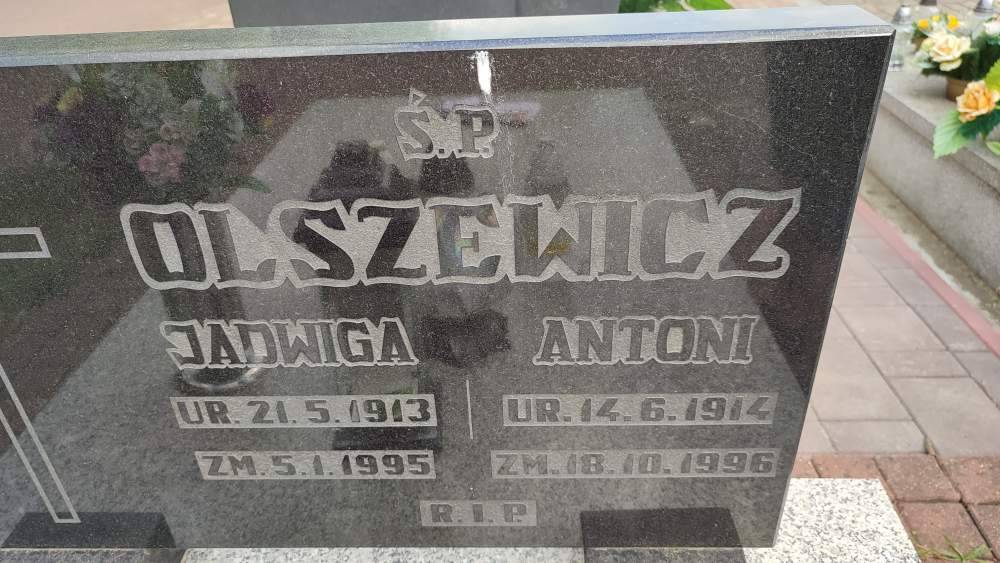 Ś.P.
OLSZEWICZ
JADWIGA ANTONI
UR. 21.5.1913 UR. 14.6.1914
ZM. 5.1.1995 ZM. 18.10.1996
R.I.P.